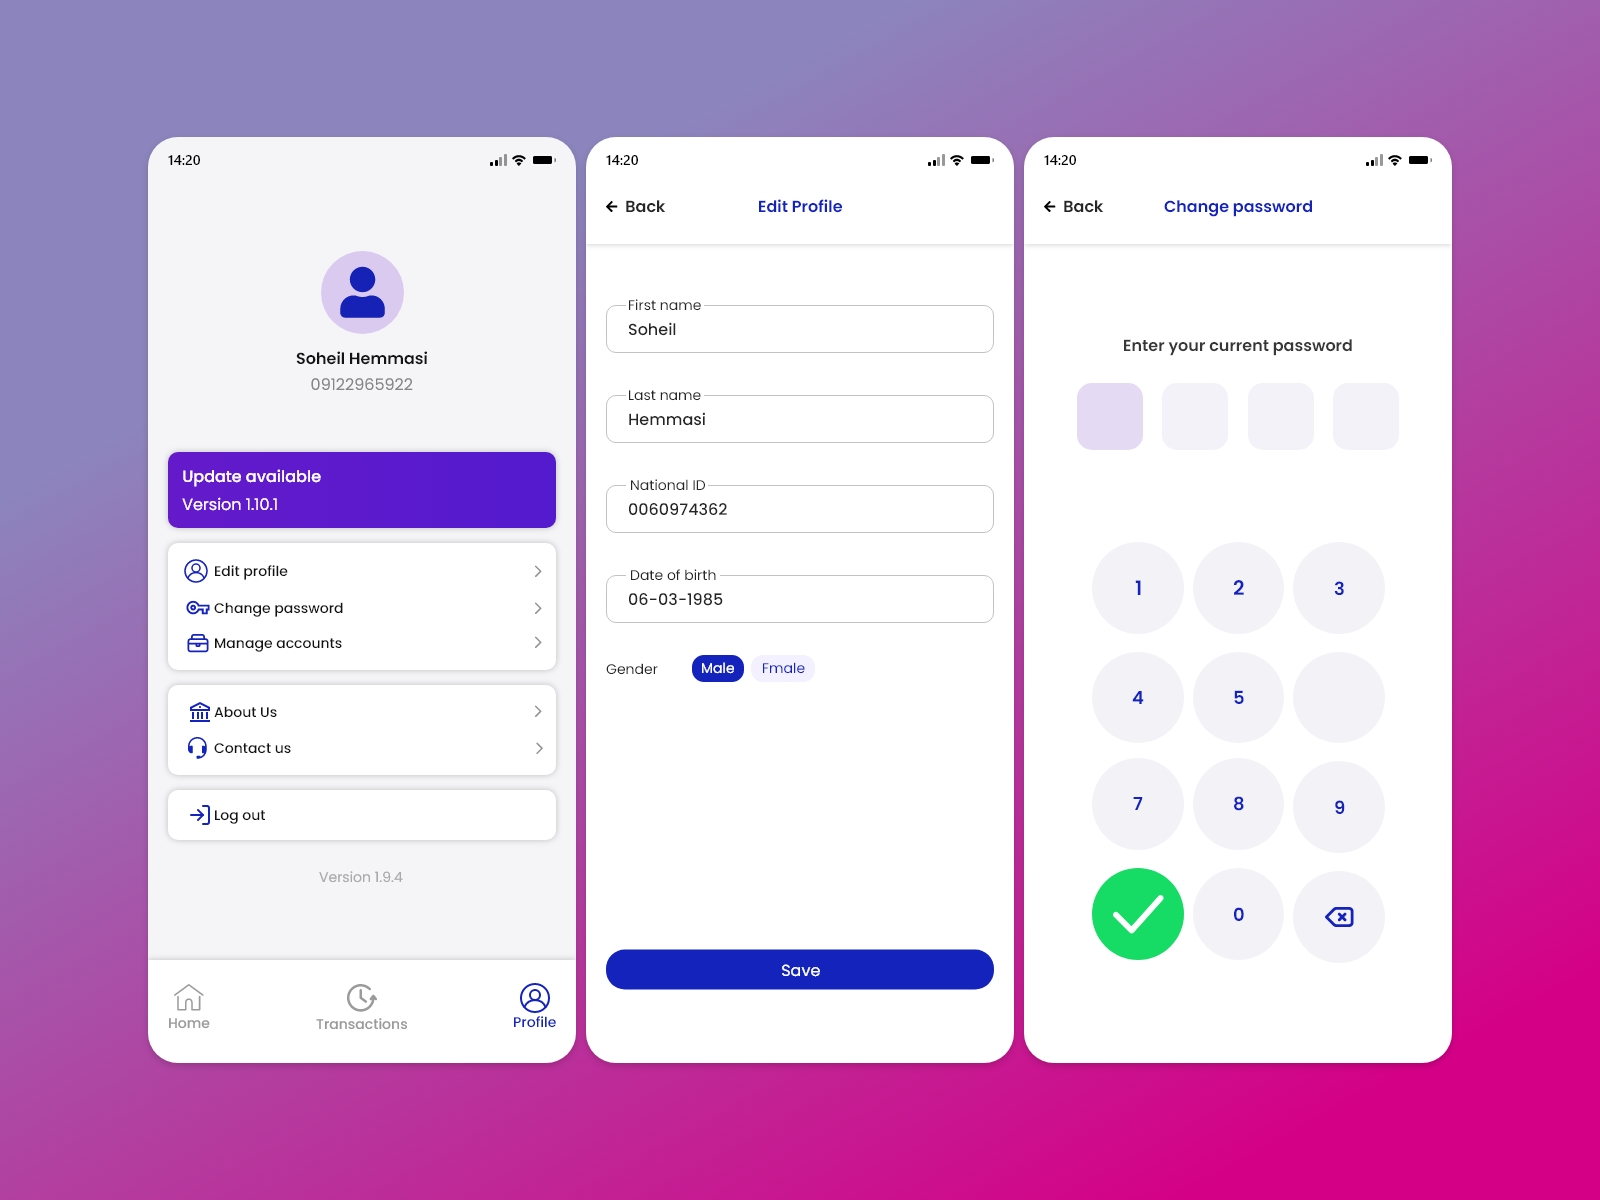 14:20
Soheil Hemmasi
09122965922
Update available
Version 1.10.1
Edit profile
Change password
Manage accounts
About Us
Contact us
Log out
Version 1.9.4
Home
Transactions
Profile
14:20
Back
Edit Profile
First name
Soheil
Last name
Hemmasi
National ID
0060974362
Date of birth
06-03-1985
Gender Male Fmale
Save
14:20
Back
Change password
Enter your current password
1 2 3
4 5
7 8 9
0